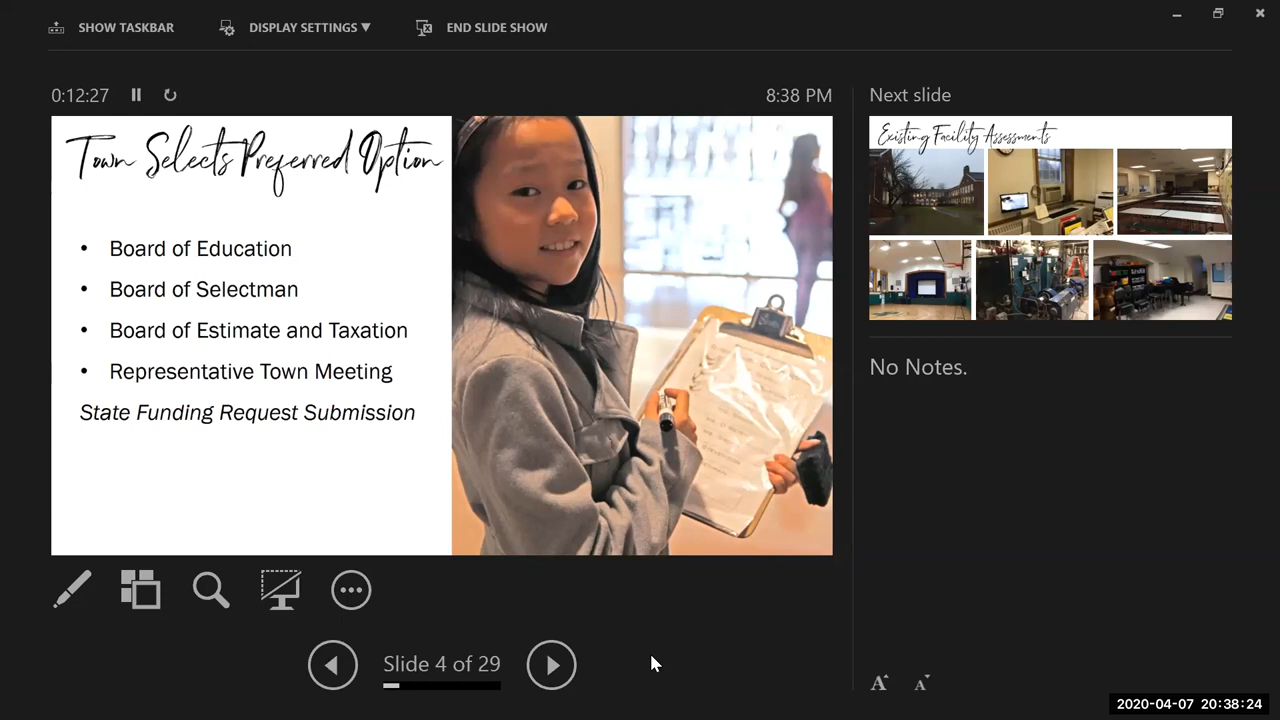 SHOW TASKBAR
DISPLAY SETTINGS ▼
END SLIDE SHOW
0:12:27
8:38 PM
Next slide
Town Selects Preferred Option
• Board of Education
• Board of Selectman
• Board of Estimate and Taxation
• Representative Town Meeting
State Funding Request Submission
Existing Facility Assessments
No Notes.
Slide 4 of 29
A A
2020-04-07 20:38:24